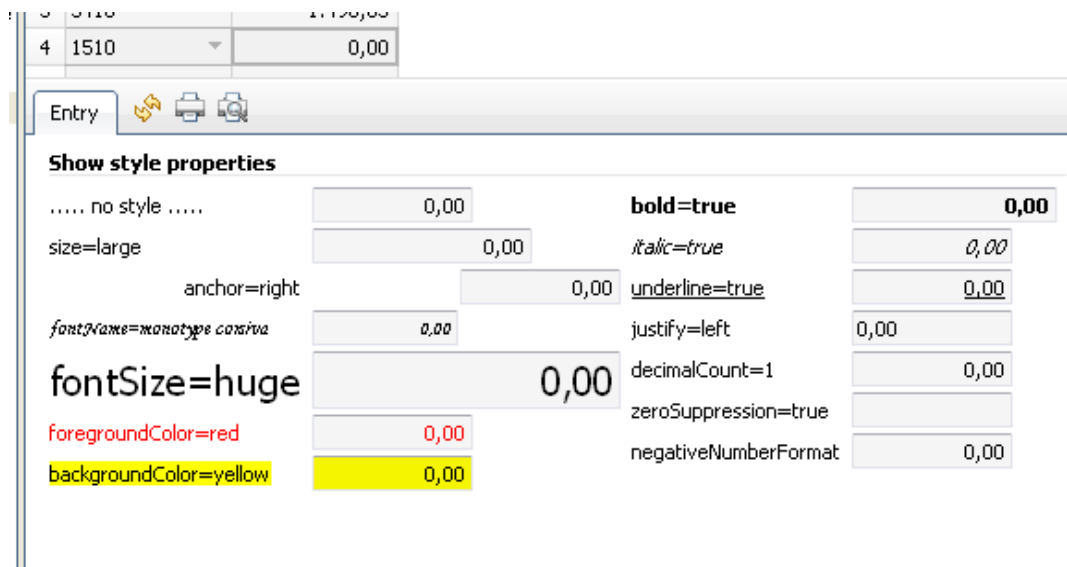 4 1510 0,00
Entry
Show style properties
..... no style ..... 0,00 bold=true 0,00
size=large 0,00 italic=true 0,00
anchor=right 0,00 underline=true 0,00
fontName=monotype corsiva 0,00 justify=left 0,00
fontSize=huge 0,00 decimalCount=1 0,00
zeroSuppression=true
foregroundColor=red 0,00 negativeNumberFormat 0,00
backgroundColor=yellow 0,00